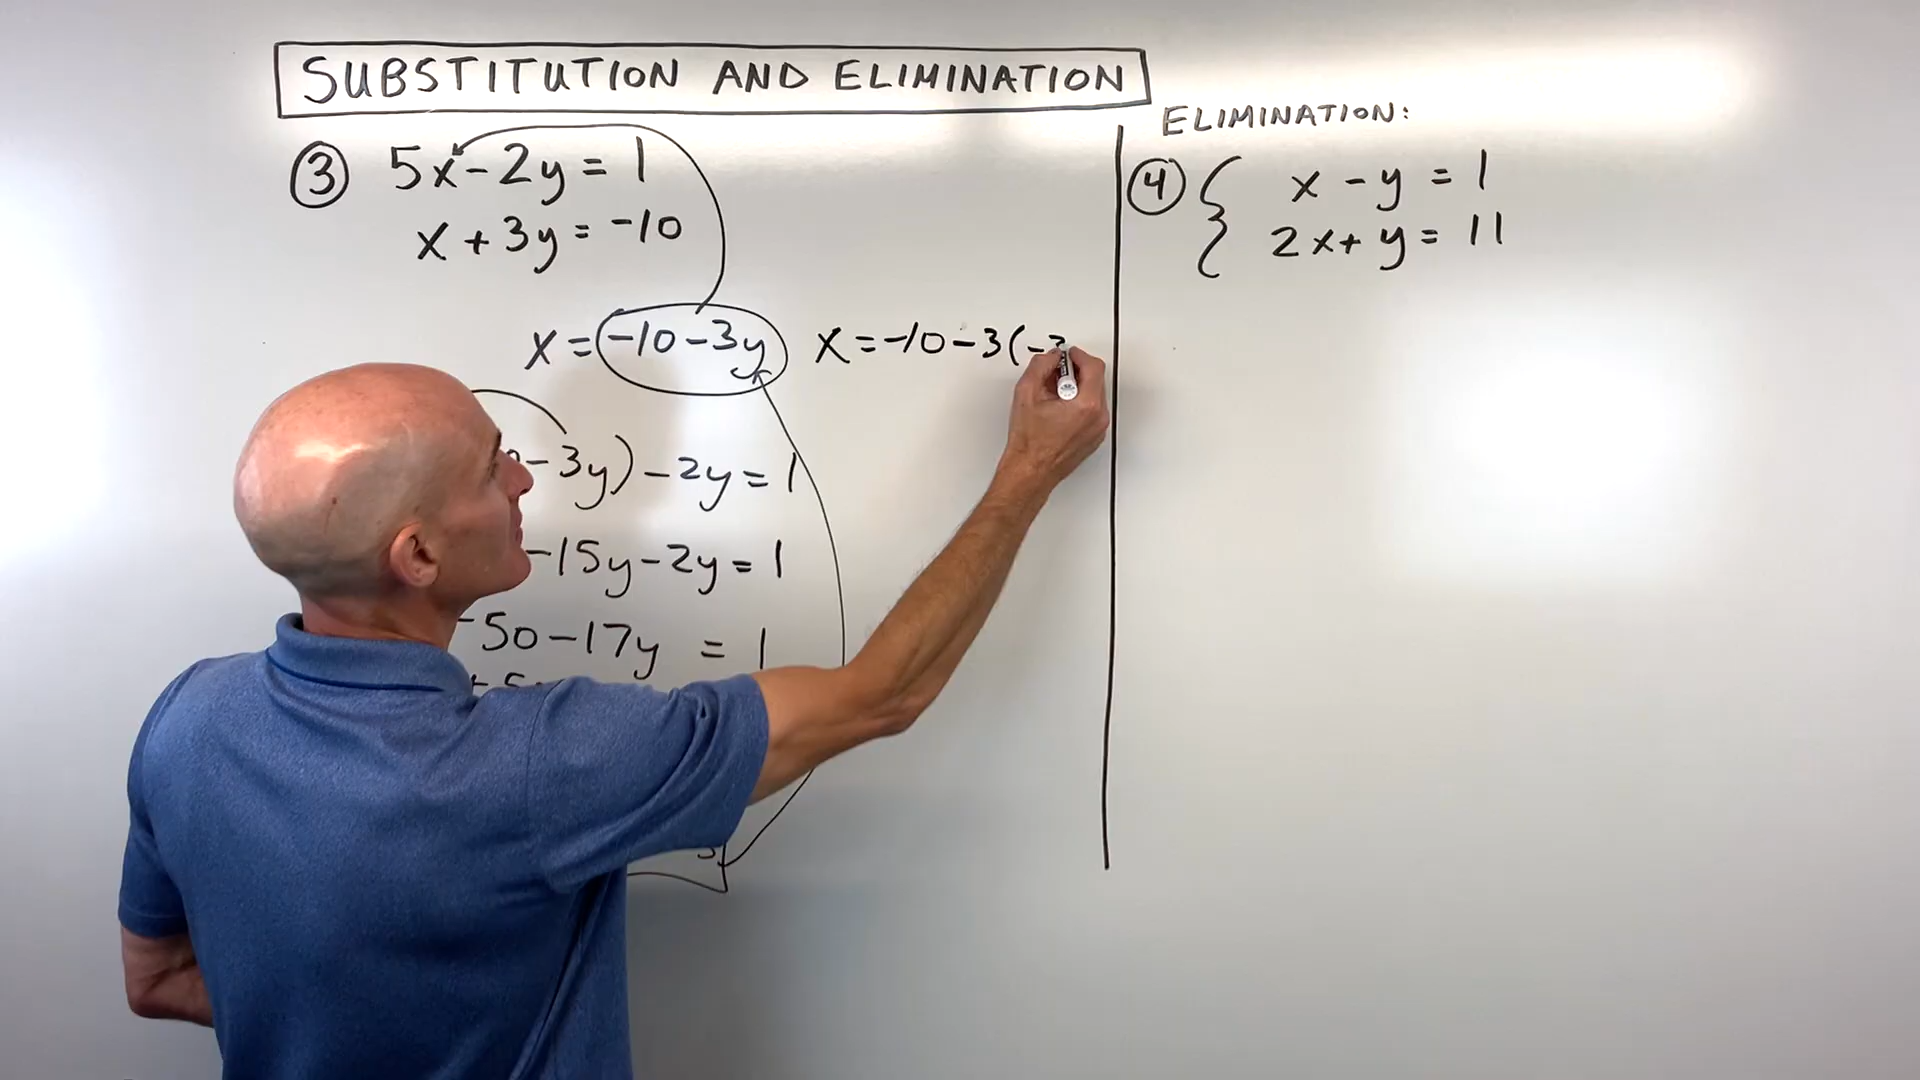 SUBSTITUTION AND ELIMINATION
③ 5x-2y = 1
x + 3y = -10
x = -10-3y x = -10-3(-3
-3y)-2y = 1
-15y-2y = 1
-50-17y = 1
ELIMINATION:
④ { x - y = 1
2x + y = 11